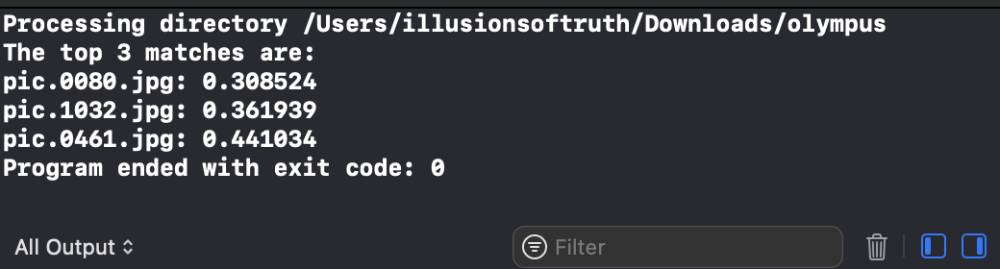 Processing directory /Users/illusionsoftruth/Downloads/olympus
The top 3 matches are:
pic.0080.jpg: 0.308524
pic.1032.jpg: 0.361939
pic.0461.jpg: 0.441034
Program ended with exit code: 0
All Output
Filter